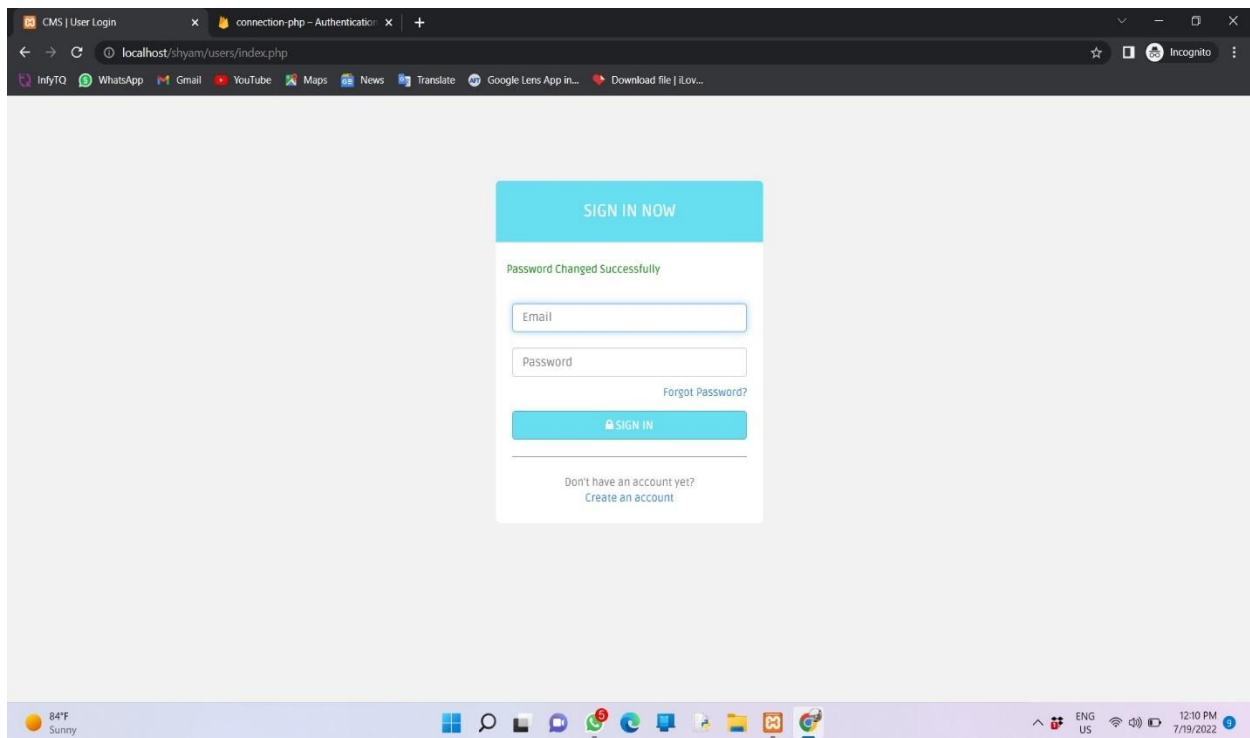 CMS | User Login
connection-php – Authentication
localhost/shyam/users/index.php
Incognito
InfyTQ WhatsApp Gmail YouTube Maps News Translate Google Lens App in... Download file | iLov...
SIGN IN NOW
Password Changed Successfully
Email
Password
Forgot Password?
SIGN IN
Don't have an account yet?
Create an account
84°F
Sunny
ENG
US
12:10 PM
7/19/2022
9